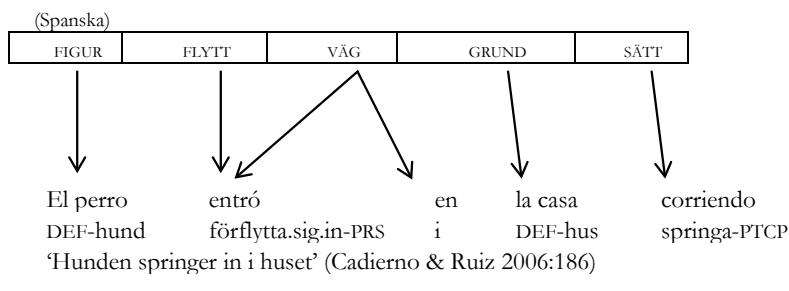 (Spanska)
FIGUR FLYTT VÄG GRUND SÄTT
El perro entró en la casa corriendo
DEF-hund förflytta.sig.in-PRS i DEF-hus springa-PTCP
‘Hunden springer in i huset’ (Cadierno & Ruiz 2006:186)